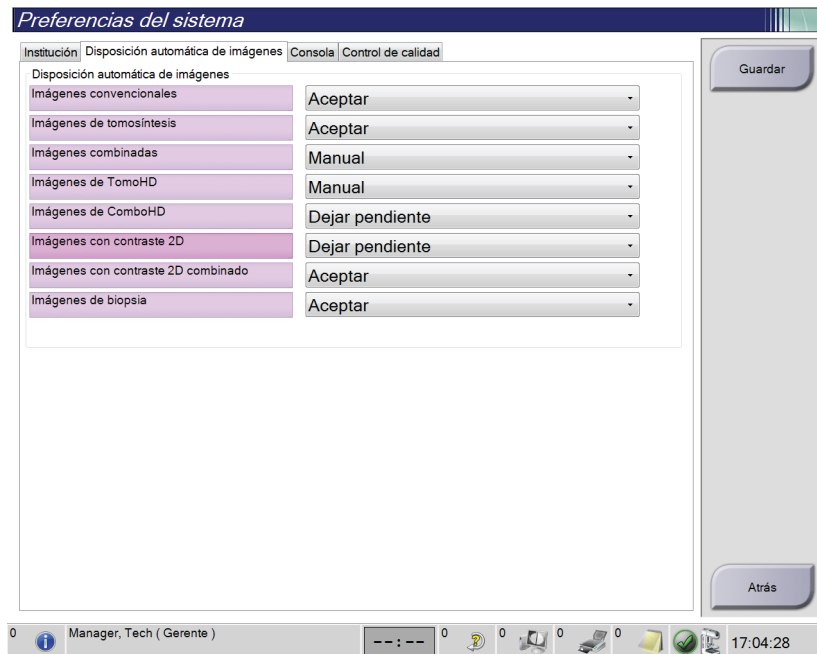 Preferencias del sistema
Institución Disposición automática de imágenes Consola Control de calidad
Disposición automática de imágenes
Guardar
Imágenes convencionales Aceptar
Imágenes de tomosíntesis Aceptar
Imágenes combinadas Manual
Imágenes de TomoHD Manual
Imágenes de ComboHD Dejar pendiente
Imágenes con contraste 2D Dejar pendiente
Imágenes con contraste 2D combinado Aceptar
Imágenes de biopsia Aceptar
Atrás
0 Manager, Tech ( Gerente ) --:-- 0 0 0 0 17:04:28